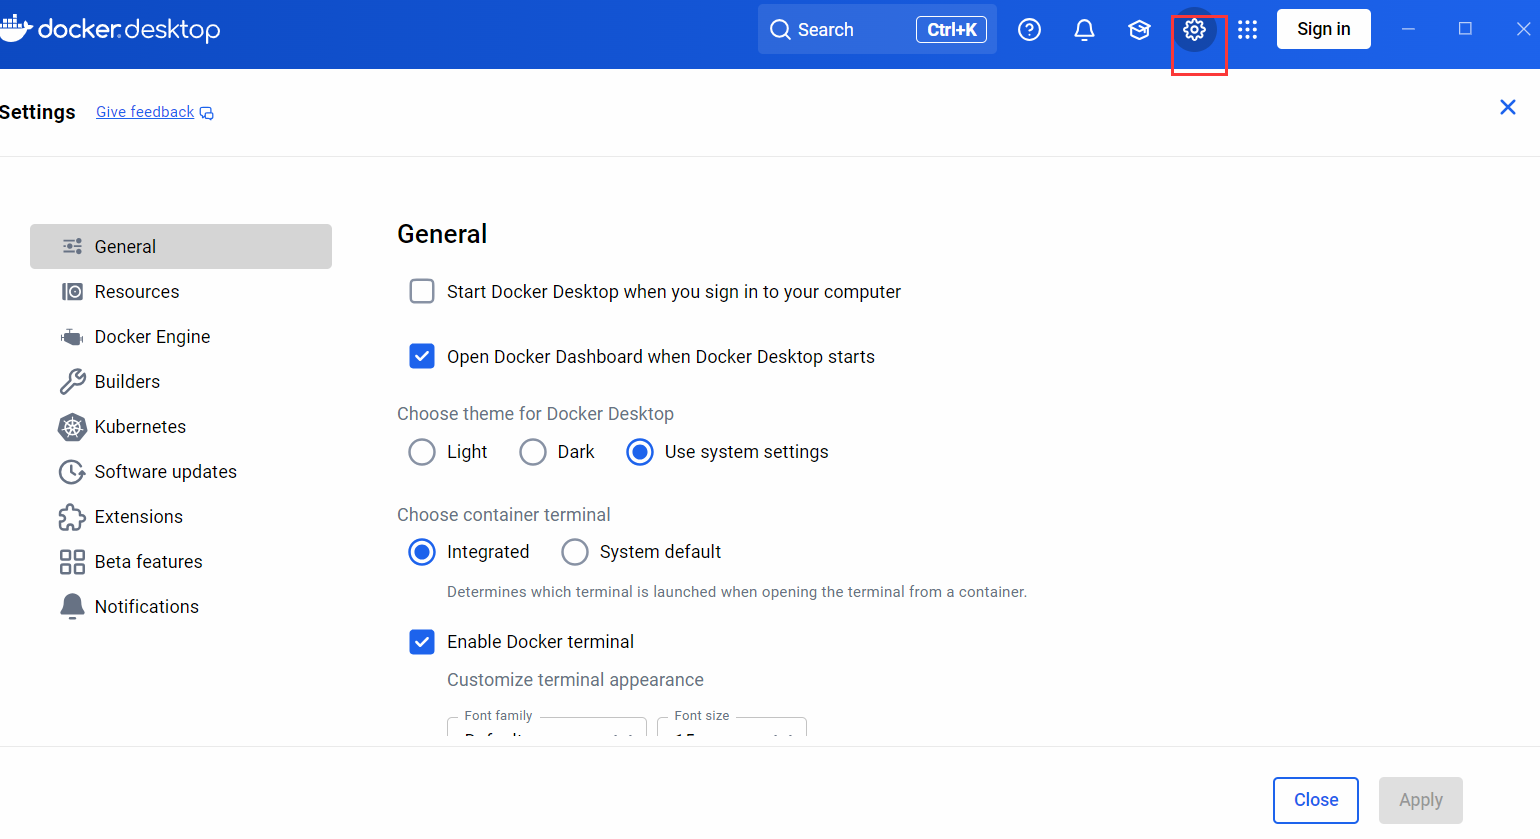 docker.desktop
Search Ctrl+K
Sign in
Settings Give feedback
General
General
Resources
Docker Engine
Builders
Kubernetes
Software updates
Extensions
Beta features
Notifications
Start Docker Desktop when you sign in to your computer
Open Docker Dashboard when Docker Desktop starts
Choose theme for Docker Desktop
Light Dark Use system settings
Choose container terminal
Integrated System default
Determines which terminal is launched when opening the terminal from a container.
Enable Docker terminal
Customize terminal appearance
Font family Font size
Close Apply